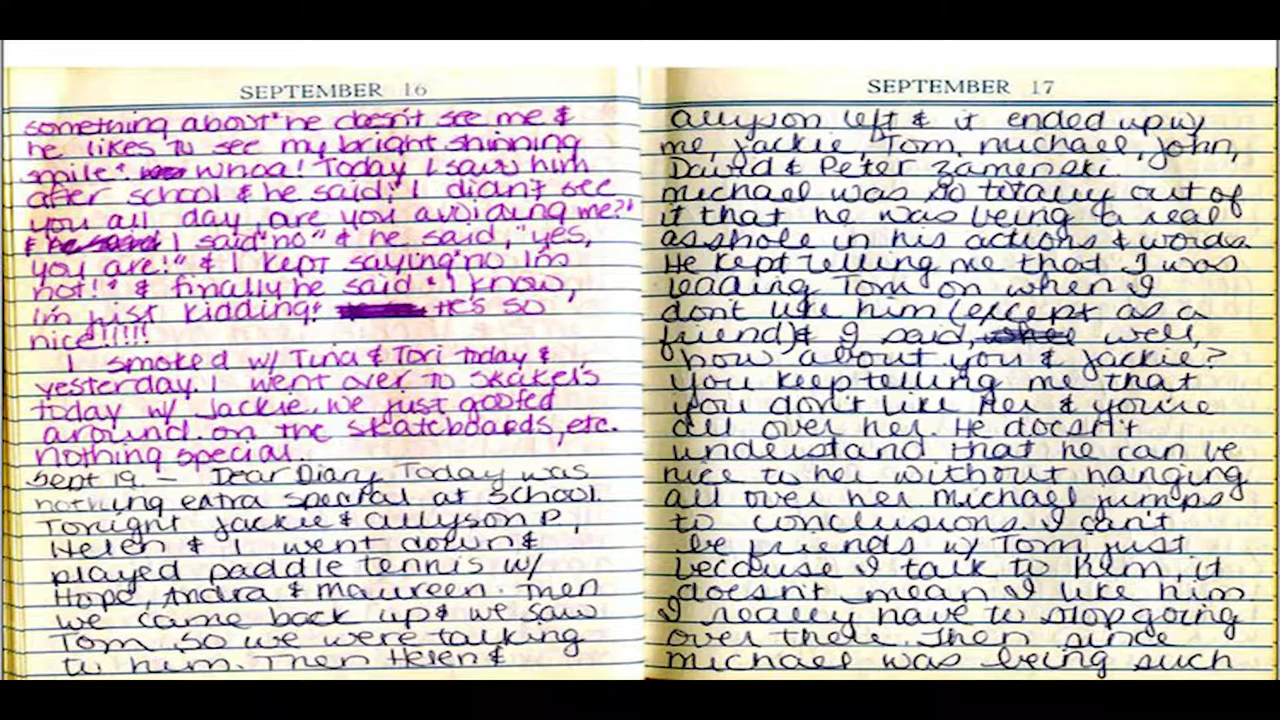 SEPTEMBER 16
something about "he doesn't see me &
he likes to see my bright shinning
smile". whoa! Today I saw him
after school & he said, "I didn't see
you all day are you avoiding me?"
& he said I said "no" & he said, "yes,
you are!" & I kept saying "no Im
not!" & finally he said "I know,
Im just kidding! He's so
nice!!!!!
I smoked w/ Tina & Tori today &
yesterday. I went over to Skakel's
today w/ Jackie. we just goofed
around on the skateboards, etc.
nothing special.
Sept 19. - Dear Diary, Today was
nothing extra special at School.
Tonight Jackie & allyson P,
Helen & I went down &
played paddle tennis w/
Hope, Andra & Maureen. Then
we came back up & we saw
Tom so we were talking
to him. Then Helen &
SEPTEMBER 17
allyson left & it ended up w/
me, jackie, Tom, michael, john,
David & Peter Zamenski.
michael was so totally out of
it that he was being a real
asshole in his actions & words.
He kept telling me that I was
leading Tom on when I
dont like him (except as a
friend) & I said, well,
how about you & Jackie?
You keep telling me that
you don't like her & you're
all over her. He doesn't
understand that he can be
nice to her without hanging
all over her. Michael jumps
to conclusions. I can't
be friends w/ Tom, just
because I talk to him, it
doesn't mean I like him
I really have to stop going
over there. Then since
michael was being such